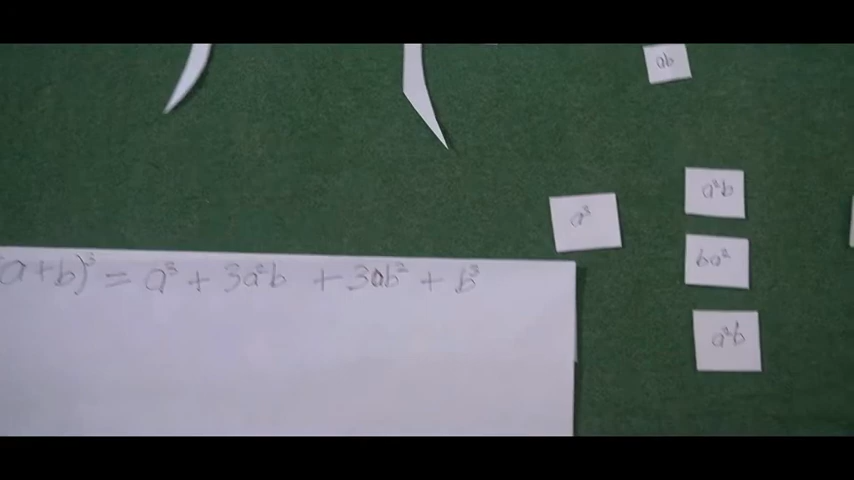 ab
a³
a²b
ba²
a²b
(a+b)³ = a³ + 3a²b + 3ab² + b³